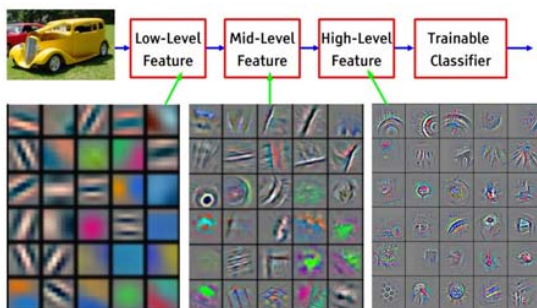 Low-Level
Feature
Mid-Level
Feature
High-Level
Feature
Trainable
Classifier